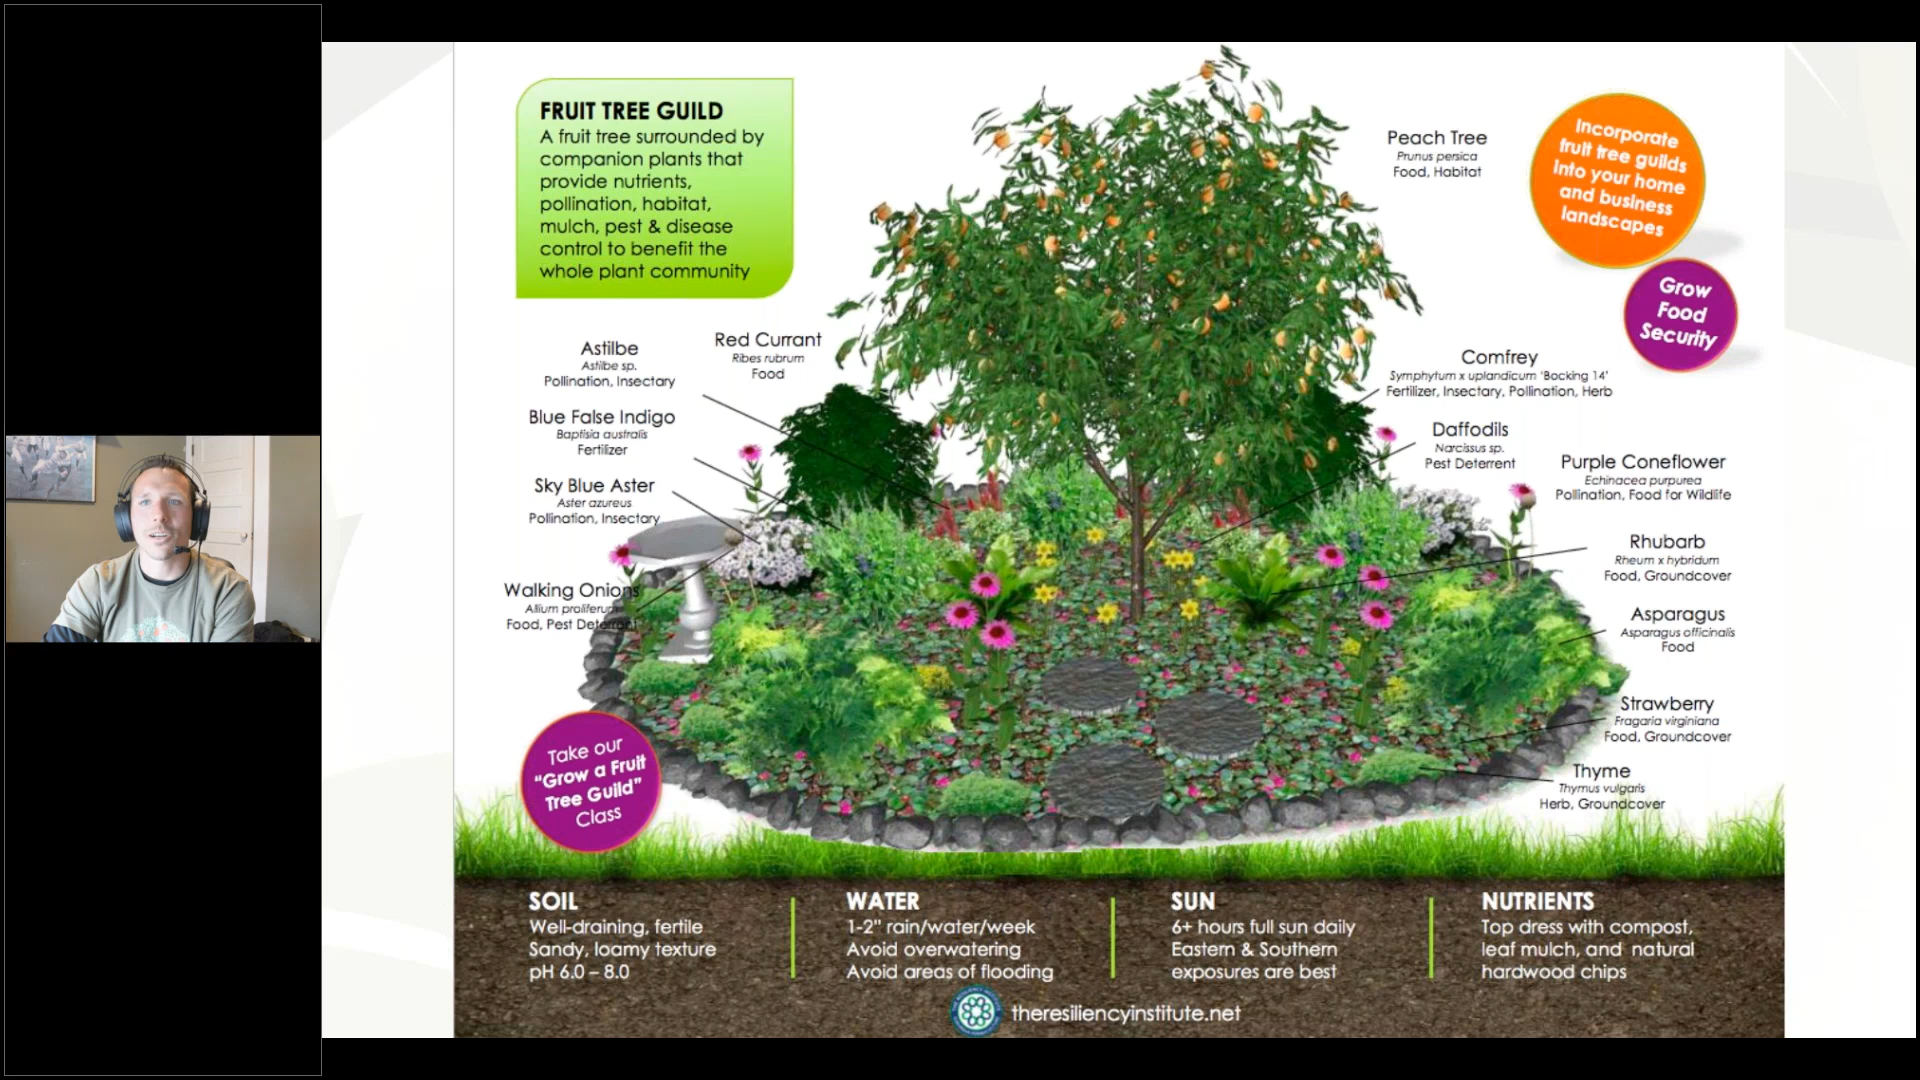 FRUIT TREE GUILD
A fruit tree surrounded by
companion plants that
provide nutrients,
pollination, habitat,
mulch, pest & disease
control to benefit the
whole plant community
Peach Tree
Prunus persica
Food, Habitat
Incorporate
fruit tree guilds
Into your home
and business
landscapes
Grow
Food
Security
Astilbe
Astilbe sp.
Pollination, Insectary
Red Currant
Ribes rubrum
Food
Blue False Indigo
Baptisia australis
Fertilizer
Sky Blue Aster
Aster azureus
Pollination, Insectary
Walking Onions
Allium proliferum
Food, Pest Deterrent
Comfrey
Symphytum x uplandicum 'Bocking 14'
Fertilizer, Insectary, Pollination, Herb
Daffodils
Narcissus sp.
Pest Deterrent
Purple Coneflower
Echinacea purpurea
Pollination, Food for Wildlife
Rhubarb
Rheum x hybridum
Food, Groundcover
Asparagus
Asparagus officinalis
Food
Strawberry
Fragaria virginiana
Food, Groundcover
Thyme
Thymus vulgaris
Herb, Groundcover
Take our
"Grow a Fruit
Tree Guild"
Class
SOIL
Well-draining, fertile
Sandy, loamy texture
pH 6.0 – 8.0
WATER
1-2" rain/water/week
Avoid overwatering
Avoid areas of flooding
SUN
6+ hours full sun daily
Eastern & Southern
exposures are best
NUTRIENTS
Top dress with compost,
leaf mulch, and natural
hardwood chips
theresiliencyinstitute.net